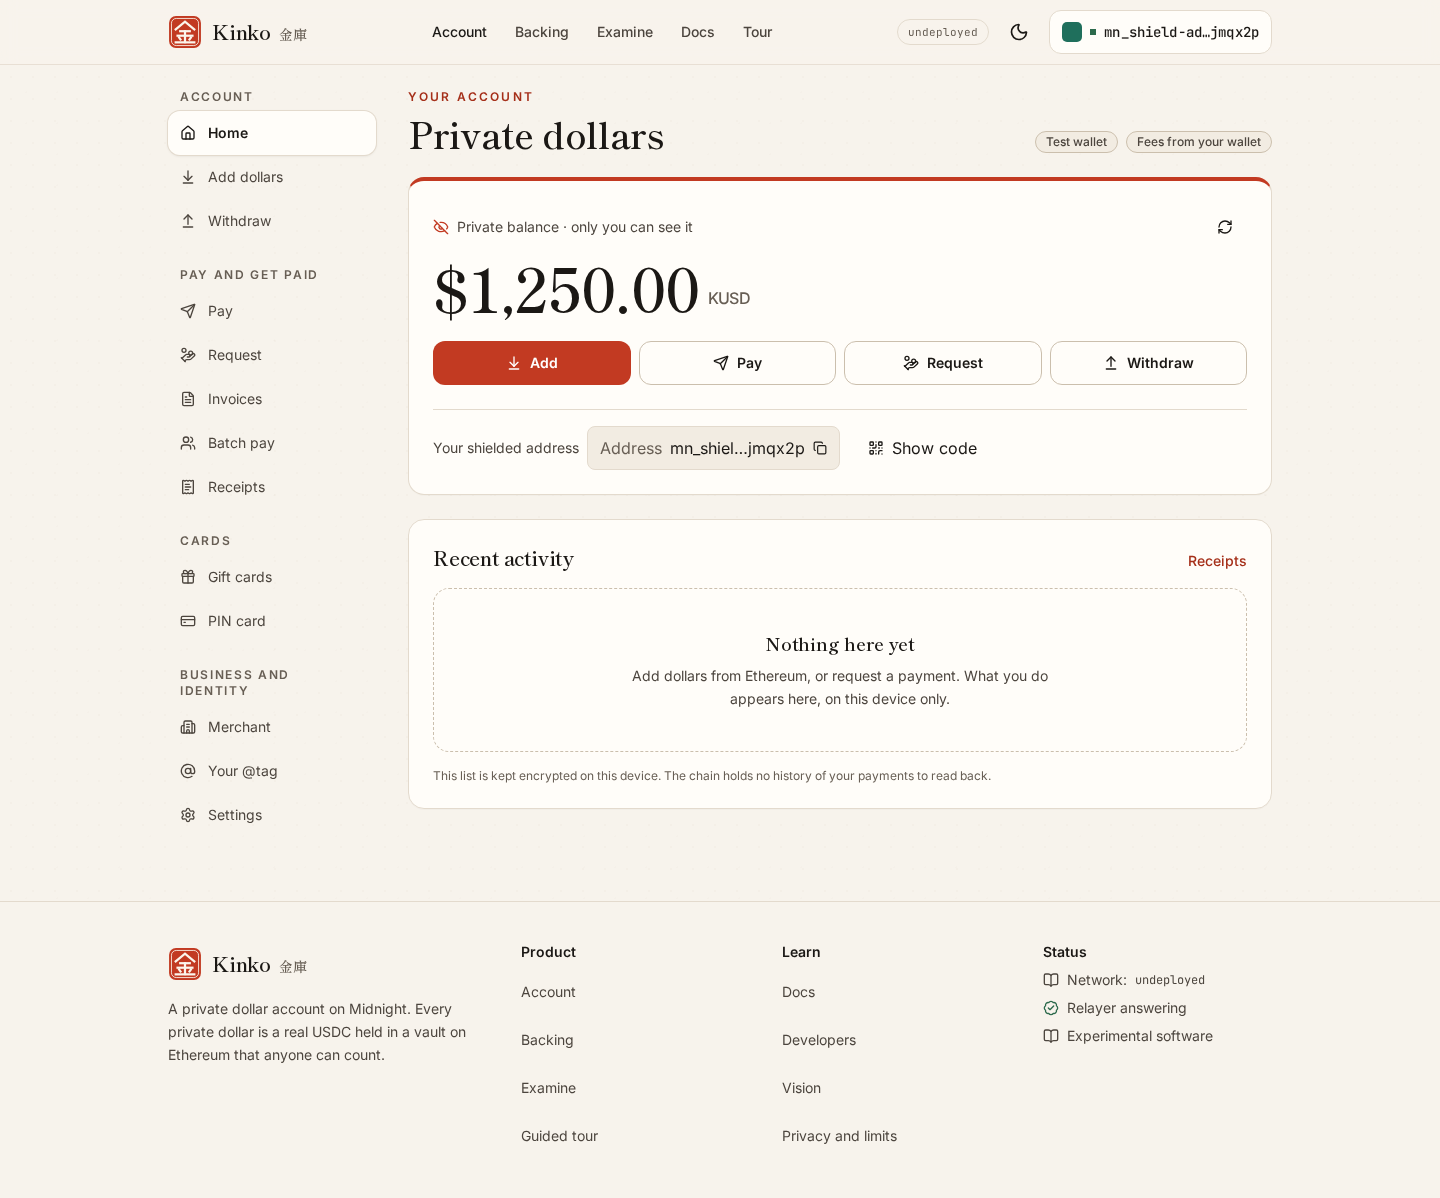 金 Kinko 金庫
Account
Backing
Examine
Docs
Tour
undeployed
mn_shield-ad…jmqx2p
ACCOUNT
Home
Add dollars
Withdraw
PAY AND GET PAID
Pay
Request
Invoices
Batch pay
Receipts
CARDS
Gift cards
PIN card
BUSINESS AND
IDENTITY
Merchant
Your @tag
Settings
YOUR ACCOUNT
Private dollars
Test wallet
Fees from your wallet
Private balance · only you can see it
$1,250.00 KUSD
Add
Pay
Request
Withdraw
Your shielded address
Address mn_shiel…jmqx2p
Show code
Recent activity
Receipts
Nothing here yet
Add dollars from Ethereum, or request a payment. What you do
appears here, on this device only.
This list is kept encrypted on this device. The chain holds no history of your payments to read back.
金 Kinko 金庫
A private dollar account on Midnight. Every
private dollar is a real USDC held in a vault on
Ethereum that anyone can count.
Product
Account
Backing
Examine
Guided tour
Learn
Docs
Developers
Vision
Privacy and limits
Status
Network: undeployed
Relayer answering
Experimental software